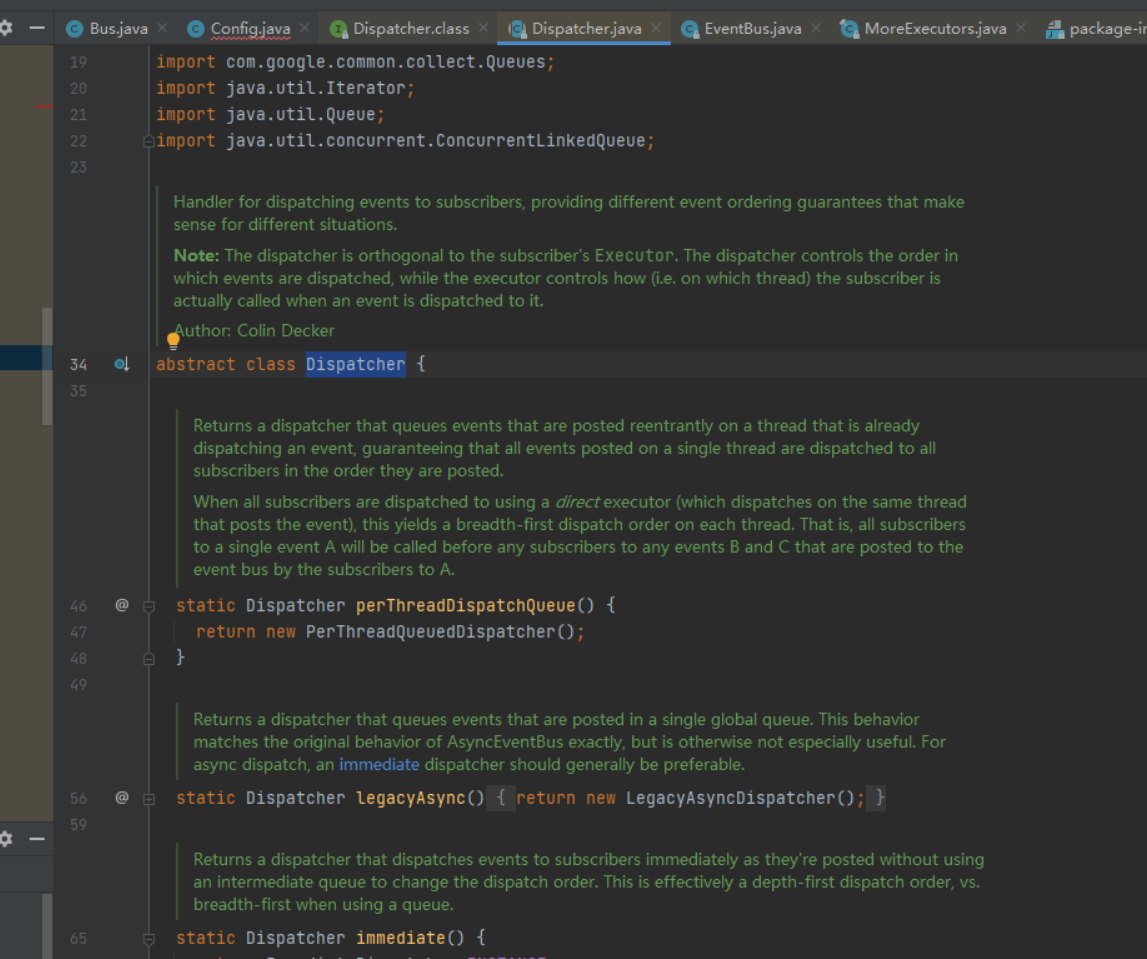 Bus.java Config.java Dispatcher.class Dispatcher.java EventBus.java MoreExecutors.java
19 import com.google.common.collect.Queues;
20 import java.util.Iterator;
21 import java.util.Queue;
22 import java.util.concurrent.ConcurrentLinkedQueue;
23
Handler for dispatching events to subscribers, providing different event ordering guarantees that make
sense for different situations.
Note: The dispatcher is orthogonal to the subscriber's Executor. The dispatcher controls the order in
which events are dispatched, while the executor controls how (i.e. on which thread) the subscriber is
actually called when an event is dispatched to it.
Author: Colin Decker
34 abstract class Dispatcher {
35
Returns a dispatcher that queues events that are posted reentrantly on a thread that is already
dispatching an event, guaranteeing that all events posted on a single thread are dispatched to all
subscribers in the order they are posted.
When all subscribers are dispatched to using a direct executor (which dispatches on the same thread
that posts the event), this yields a breadth-first dispatch order on each thread. That is, all subscribers
to a single event A will be called before any subscribers to any events B and C that are posted to the
event bus by the subscribers to A.
46 @ static Dispatcher perThreadDispatchQueue() {
47 return new PerThreadQueuedDispatcher();
48 }
49
Returns a dispatcher that queues events that are posted in a single global queue. This behavior
matches the original behavior of AsyncEventBus exactly, but is otherwise not especially useful. For
async dispatch, an immediate dispatcher should generally be preferable.
56 @ static Dispatcher legacyAsync() { return new LegacyAsyncDispatcher(); }
59
Returns a dispatcher that dispatches events to subscribers immediately as they're posted without using
an intermediate queue to change the dispatch order. This is effectively a depth-first dispatch order, vs.
breadth-first when using a queue.
65 static Dispatcher immediate() {